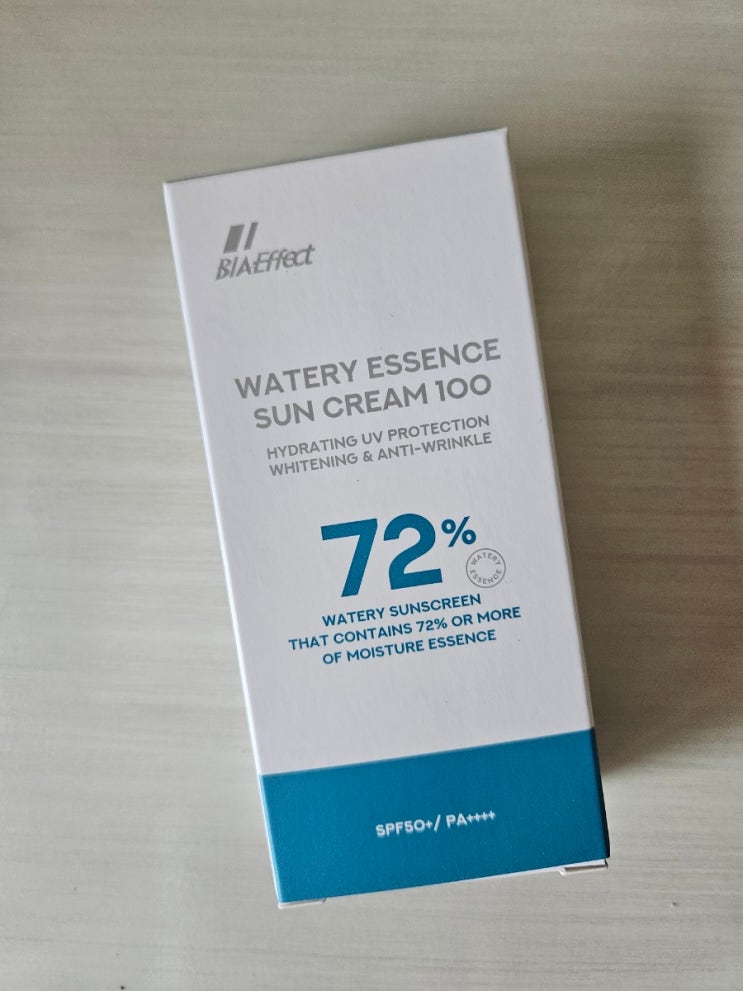 BIAEffect
WATERY ESSENCE
SUN CREAM 100
HYDRATING UV PROTECTION
WHITENING & ANTI-WRINKLE
72%
WATERY
ESSENCE
WATERY SUNSCREEN
THAT CONTAINS 72% OR MORE
OF MOISTURE ESSENCE
SPF50+/ PA++++